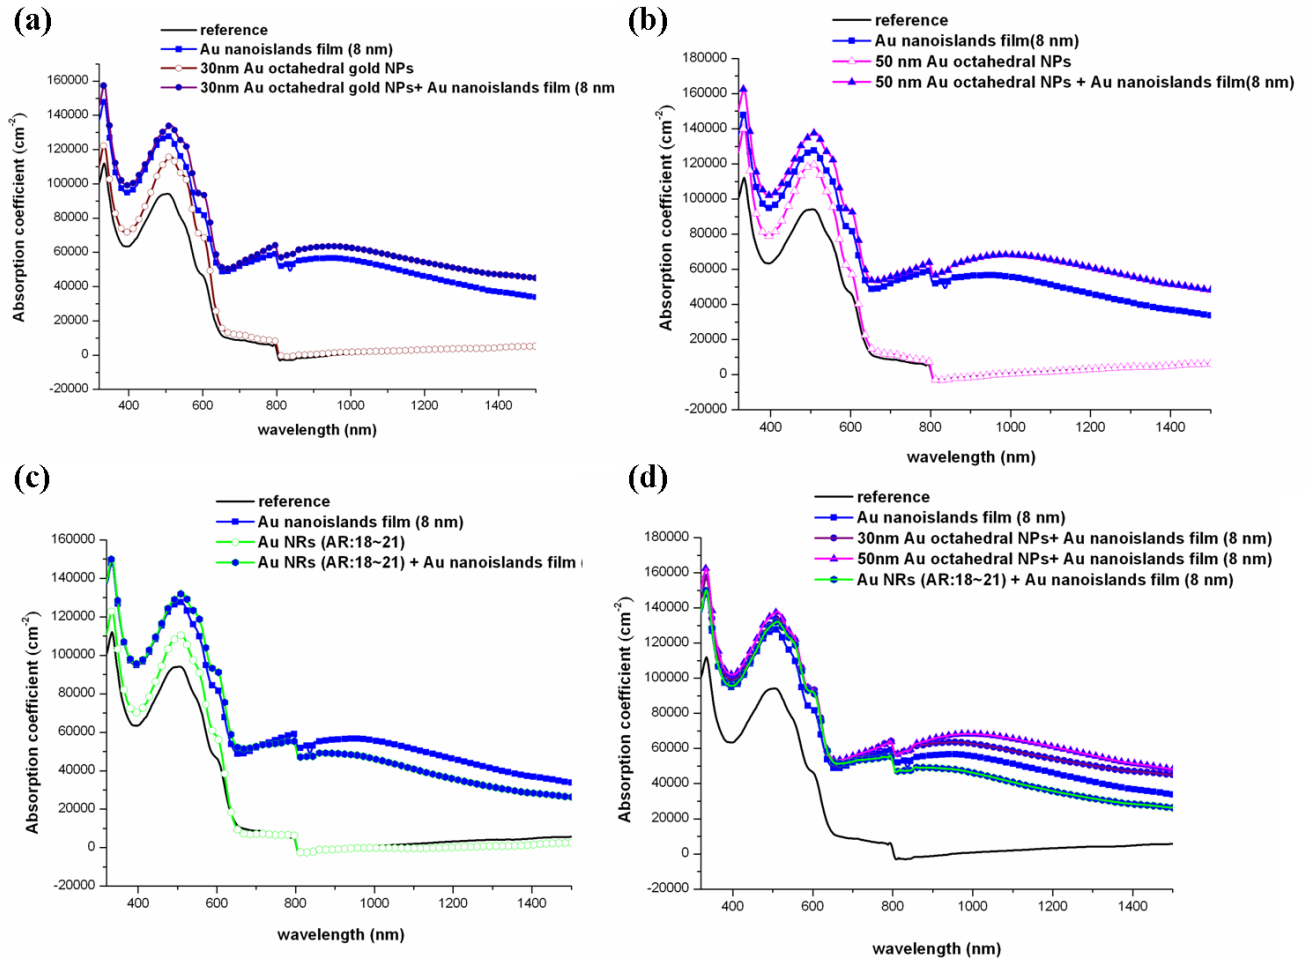 (a)
reference
Au nanoislands film (8 nm)
30nm Au octahedral gold NPs
30nm Au octahedral gold NPs+ Au nanoislands film (8 nm
160000
140000
120000
100000
80000
60000
40000
20000
0
-20000
400
600
800
1000
1200
1400
Absorption coefficient (cm⁻²)
wavelength (nm)
(b)
reference
Au nanoislands film(8 nm)
50 nm Au octahedral NPs
50 nm Au octahedral NPs + Au nanoislands film(8 nm)
180000
160000
140000
120000
100000
80000
60000
40000
20000
0
-20000
400
600
800
1000
1200
1400
Absorption coefficient (cm⁻²)
wavelength (nm)
(c)
reference
Au nanoislands film (8 nm)
Au NRs (AR:18~21)
Au NRs (AR:18~21) + Au nanoislands film (
160000
140000
120000
100000
80000
60000
40000
20000
0
-20000
400
600
800
1000
1200
1400
Absorption coefficient (cm⁻²)
wavelength (nm)
(d)
reference
Au nanoislands film (8 nm)
30nm Au octahedral NPs+ Au nanoislands film (8 nm)
50nm Au octahedral NPs+ Au nanoislands film (8 nm)
Au NRs (AR:18~21) + Au nanoislands film (8 nm)
180000
160000
140000
120000
100000
80000
60000
40000
20000
0
-20000
400
600
800
1000
1200
1400
Absorption coefficient (cm⁻²)
wavelength (nm)